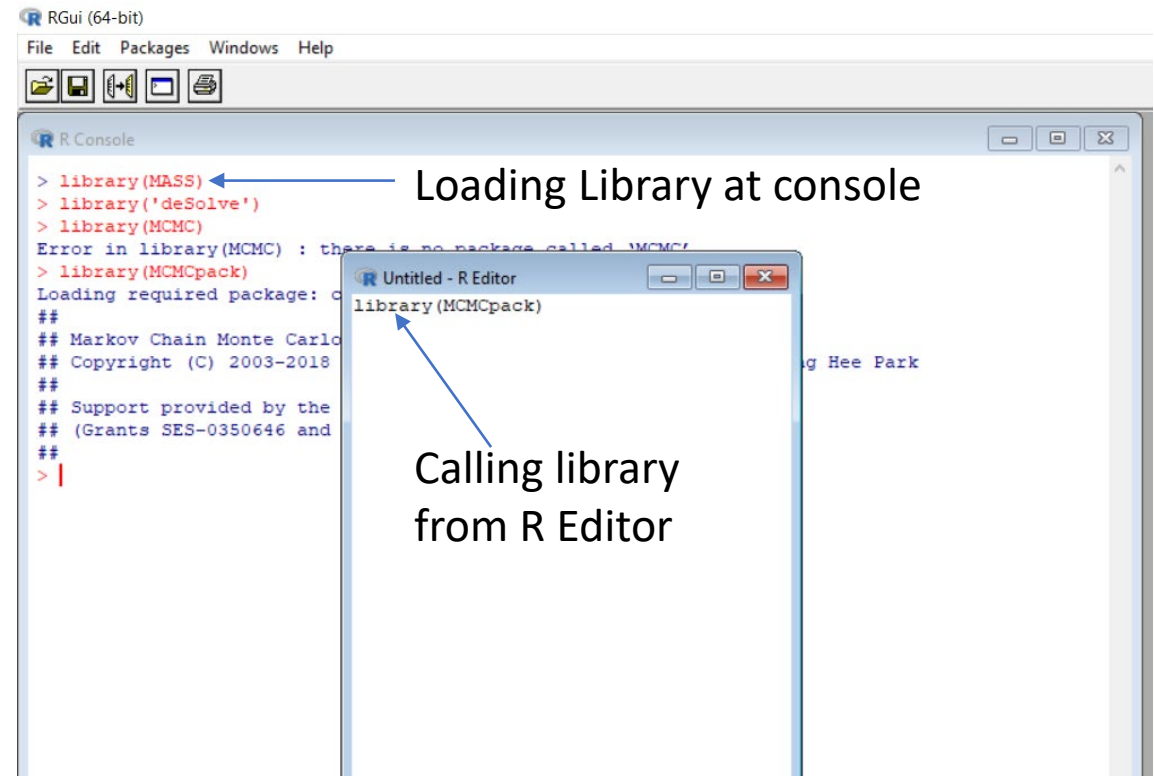 RGui (64-bit)
File Edit Packages Windows Help
R Console
> library(MASS)
> library('deSolve')
> library(MCMC)
Error in library(MCMC) : there is no package called ‘MCMC’
> library(MCMCpack)
Loading required package:
##
## Markov Chain Monte Carlo
## Copyright (C) 2003-2018 Hee Park
##
## Support provided by the
## (Grants SES-0350646 and
##
>
Loading Library at console
Untitled - R Editor
library(MCMCpack)
Calling library
from R Editor